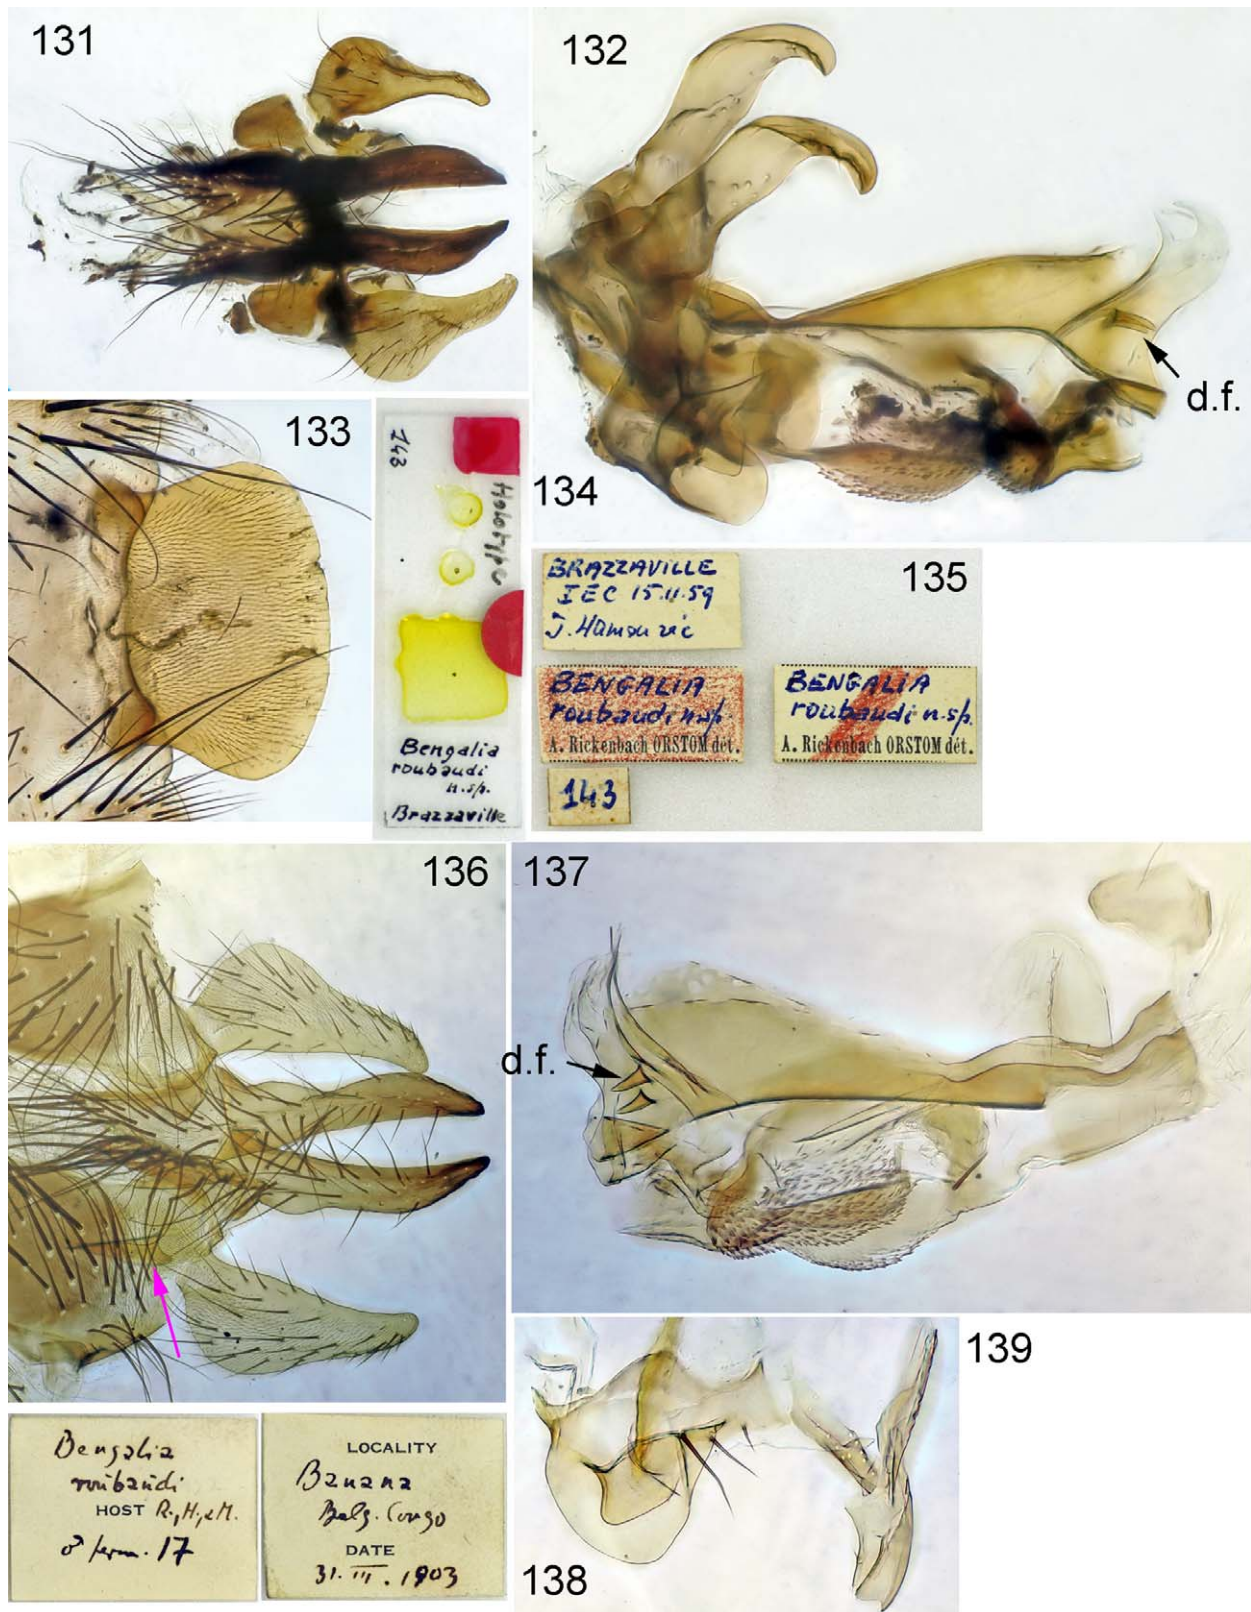 131
132
d.f.
133
243
Holotype
Bengalia
roubaudi
n.sp.
Brazzaville
134
135
BRAZZAVILLE
IEC 15.11.59
BENGALIA
roubaudi n.sp.
A. Rickenbach ORSTOM dét.
BENGALIA
roubaudi n.sp.
A. Rickenbach ORSTOM dét.
143
136
137
d.f.
Bengalia
roubaudi
HOST R., H., & M.
17
LOCALITY
Banana
Belg. Congo
DATE
31.III.1903
138
139